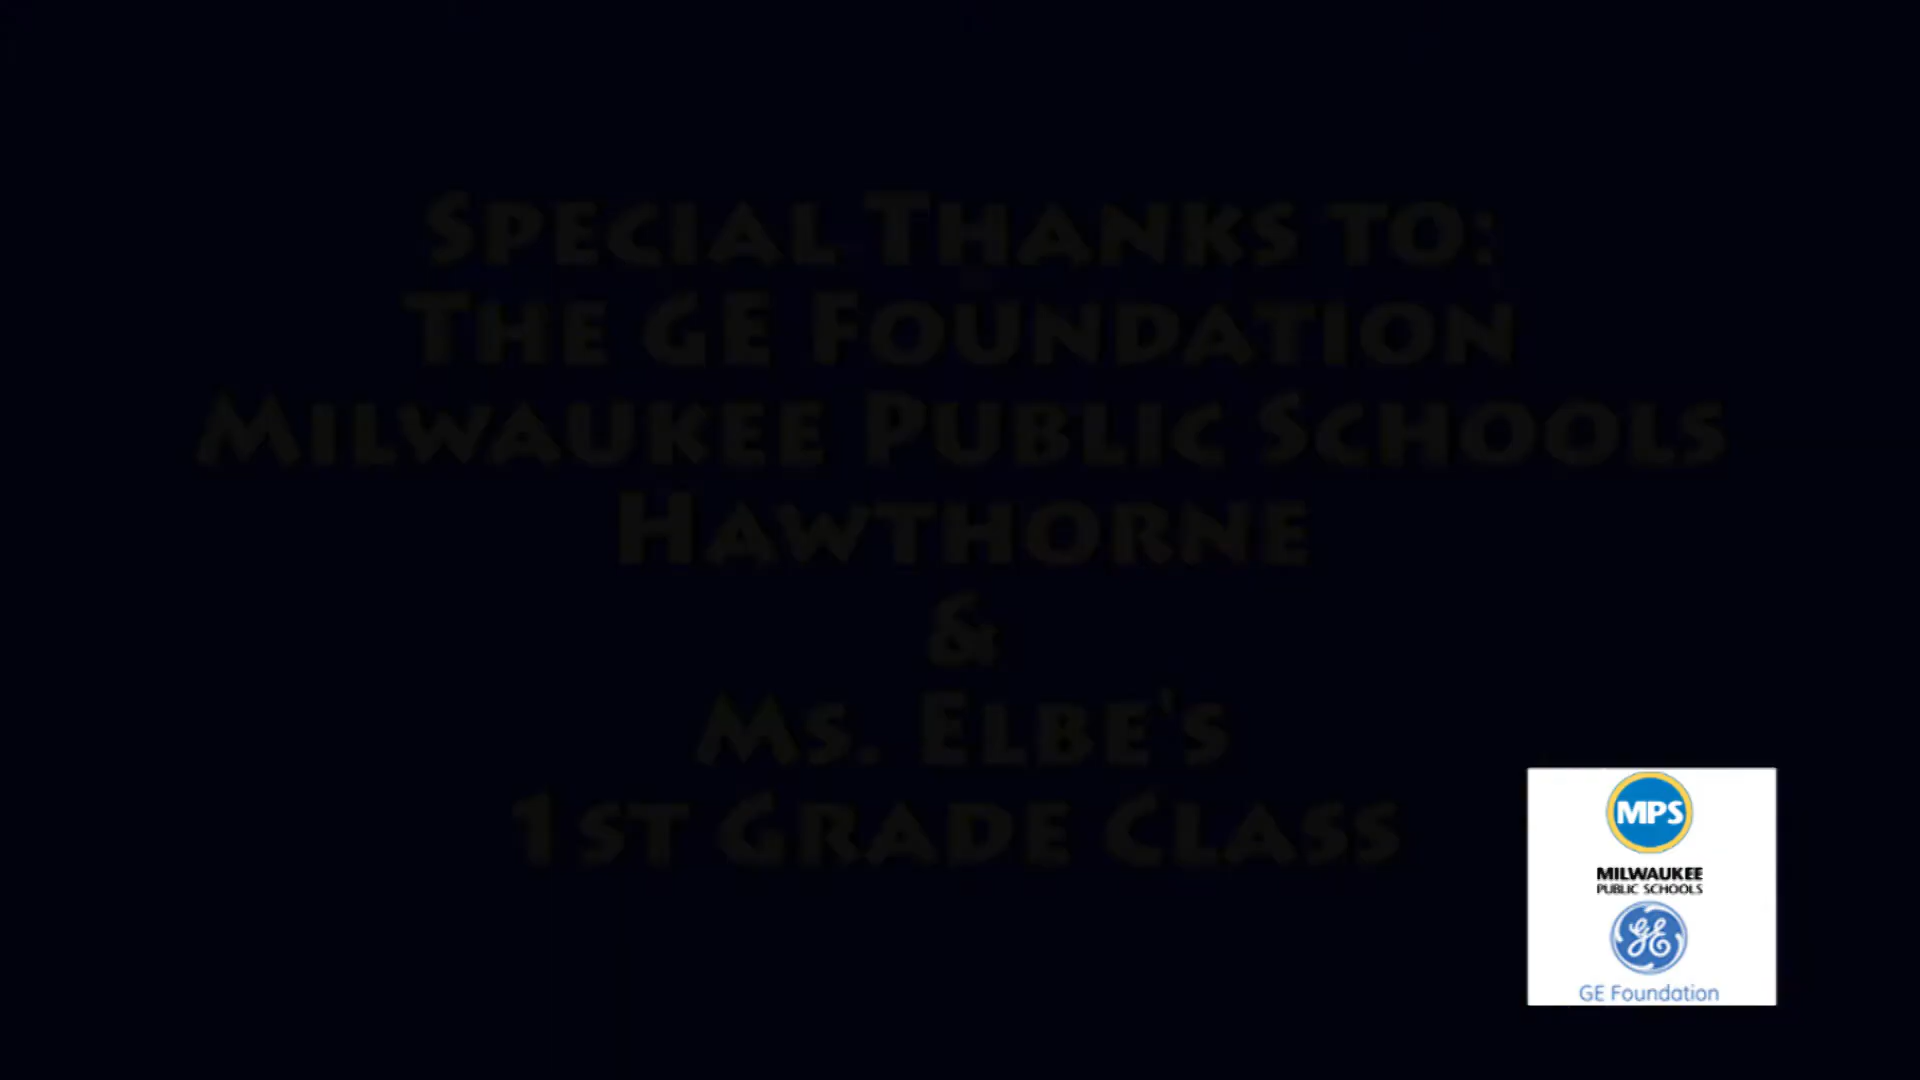 Special Thanks to:
The GE Foundation
Milwaukee Public Schools
Hawthorne
&
Ms. Elbe's
1st Grade Class
MPS
MILWAUKEE
PUBLIC SCHOOLS
GE
GE Foundation